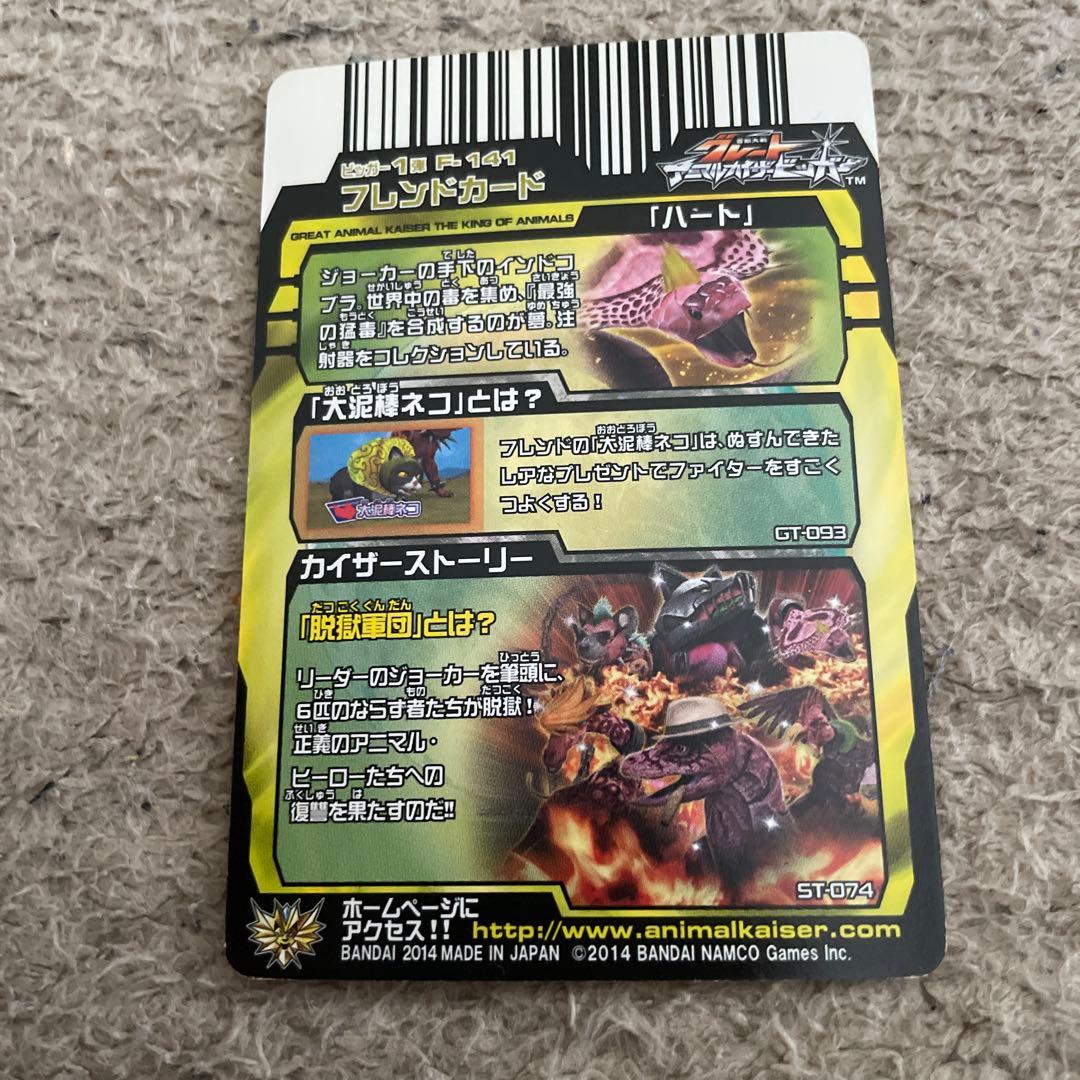 ビッガー1弾 F-141
フレンドカード
百獣大戦
グレート
アニマルカイザービッガー™
GREAT ANIMAL KAISER THE KING OF ANIMALS
「ハート」
ジョーカーの手下のインドコ
ブラ。世界中の毒を集め、『最強
の猛毒』を合成するのが夢。注
射器をコレクションしている。
「大泥棒ネコ」とは？
大泥棒ネコ
フレンドの「大泥棒ネコ」は、ぬすんできた
レアなプレゼントでファイターをすごく
つよくする！
GT-093
カイザーストーリー
「脱獄軍団」とは？
リーダーのジョーカーを筆頭に、
6匹のならず者たちが脱獄！
正義のアニマル・
ヒーローたちへの
復讐を果たすのだ!!
ST-074
ホームページに
アクセス!! http://www.animalkaiser.com
BANDAI 2014 MADE IN JAPAN ©2014 BANDAI NAMCO Games Inc.